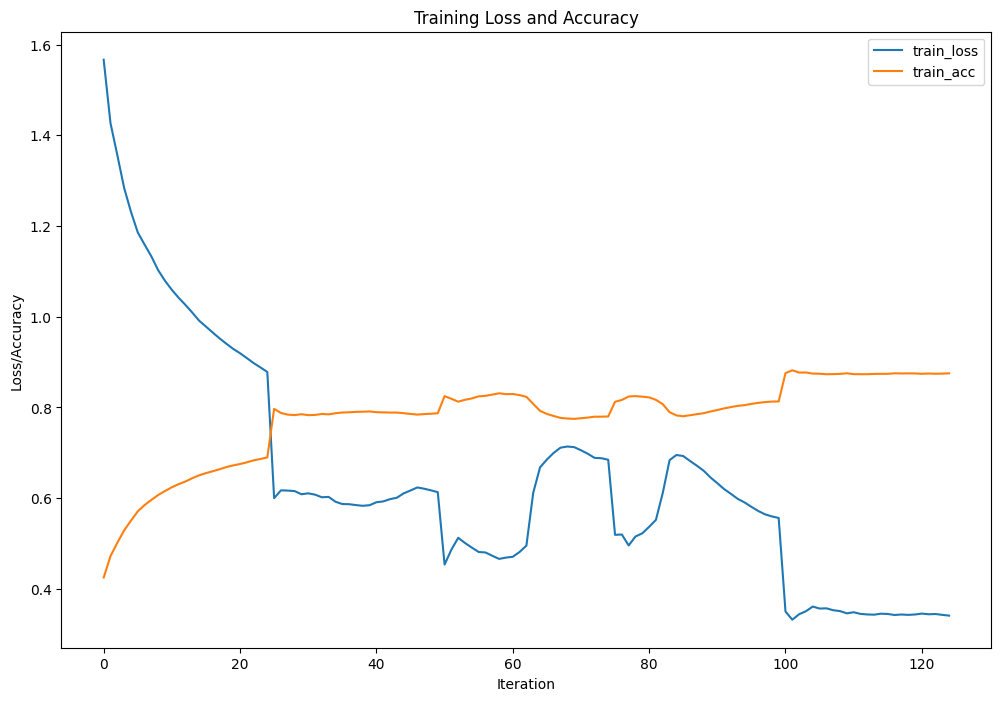 Training Loss and Accuracy
train_loss
train_acc
1.6
1.4
1.2
1.0
0.8
0.6
0.4
Loss/Accuracy
0 20 40 60 80 100 120
Iteration